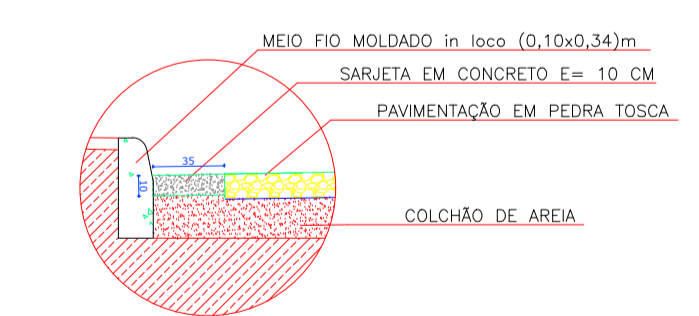 MEIO FIO MOLDADO in loco (0,10x0,34)m
SARJETA EM CONCRETO E= 10 CM
PAVIMENTAÇÃO EM PEDRA TOSCA
35
10
COLCHÃO DE AREIA